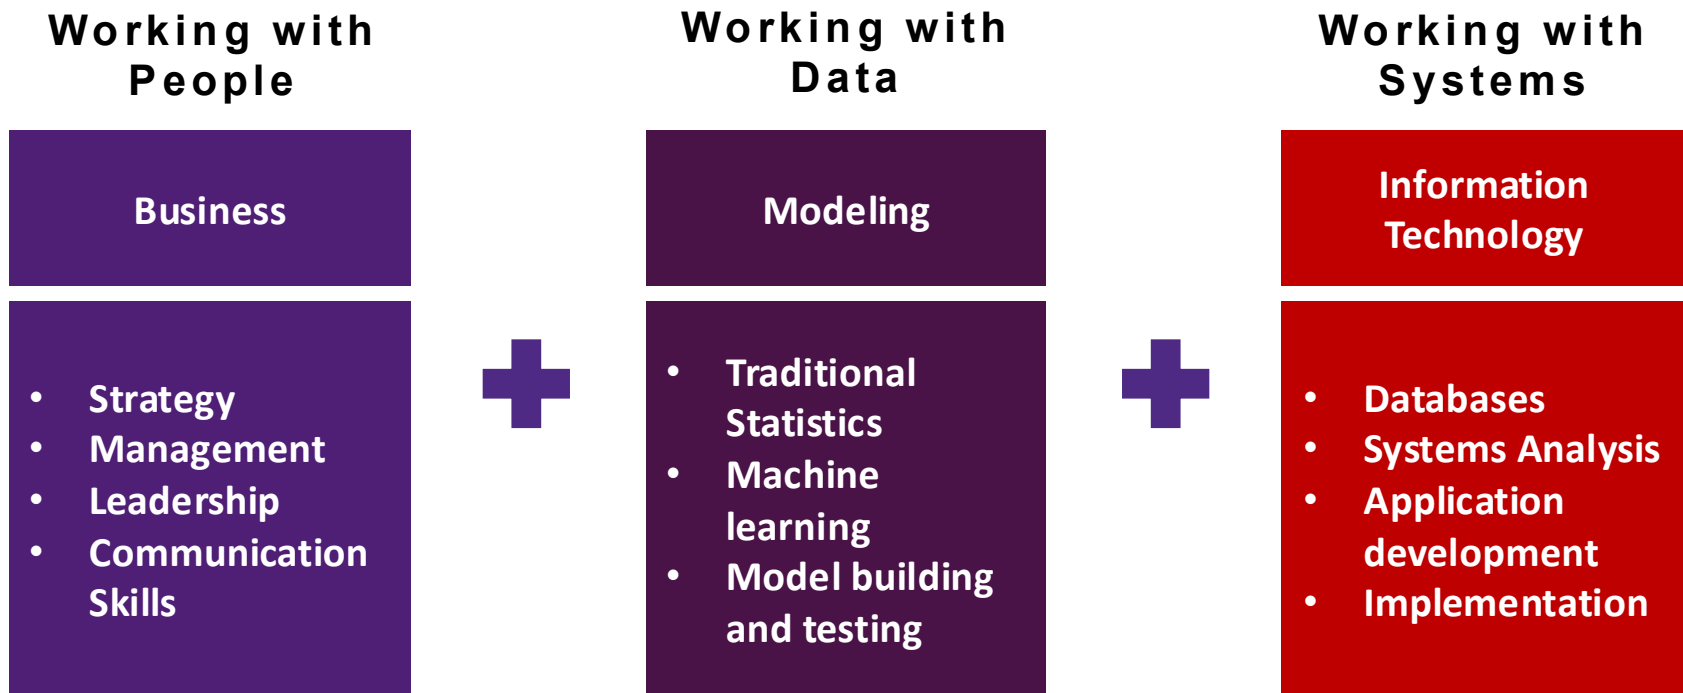 Working with
People
Business
• Strategy
• Management
• Leadership
• Communication
Skills
Working with
Data
Modeling
• Traditional
Statistics
• Machine
learning
• Model building
and testing
Working with
Systems
Information
Technology
• Databases
• Systems Analysis
• Application
development
• Implementation